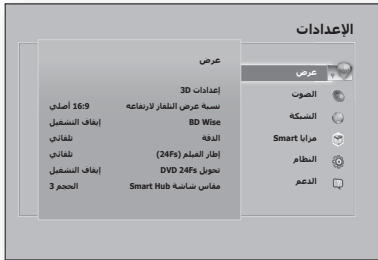 الإعدادات
عرض
الصوت
الشبكة
مزايا Smart
النظام
الدعم
عرض
إعدادات 3D
نسبة عرض التلفاز لارتفاعه 16:9 أصلي
BD Wise إيقاف التشغيل
الدقة تلقائي
إطار الفيلم (24Fs) تلقائي
تحويل DVD 24Fs إيقاف التشغيل
مقاس شاشة Smart Hub الحجم 3